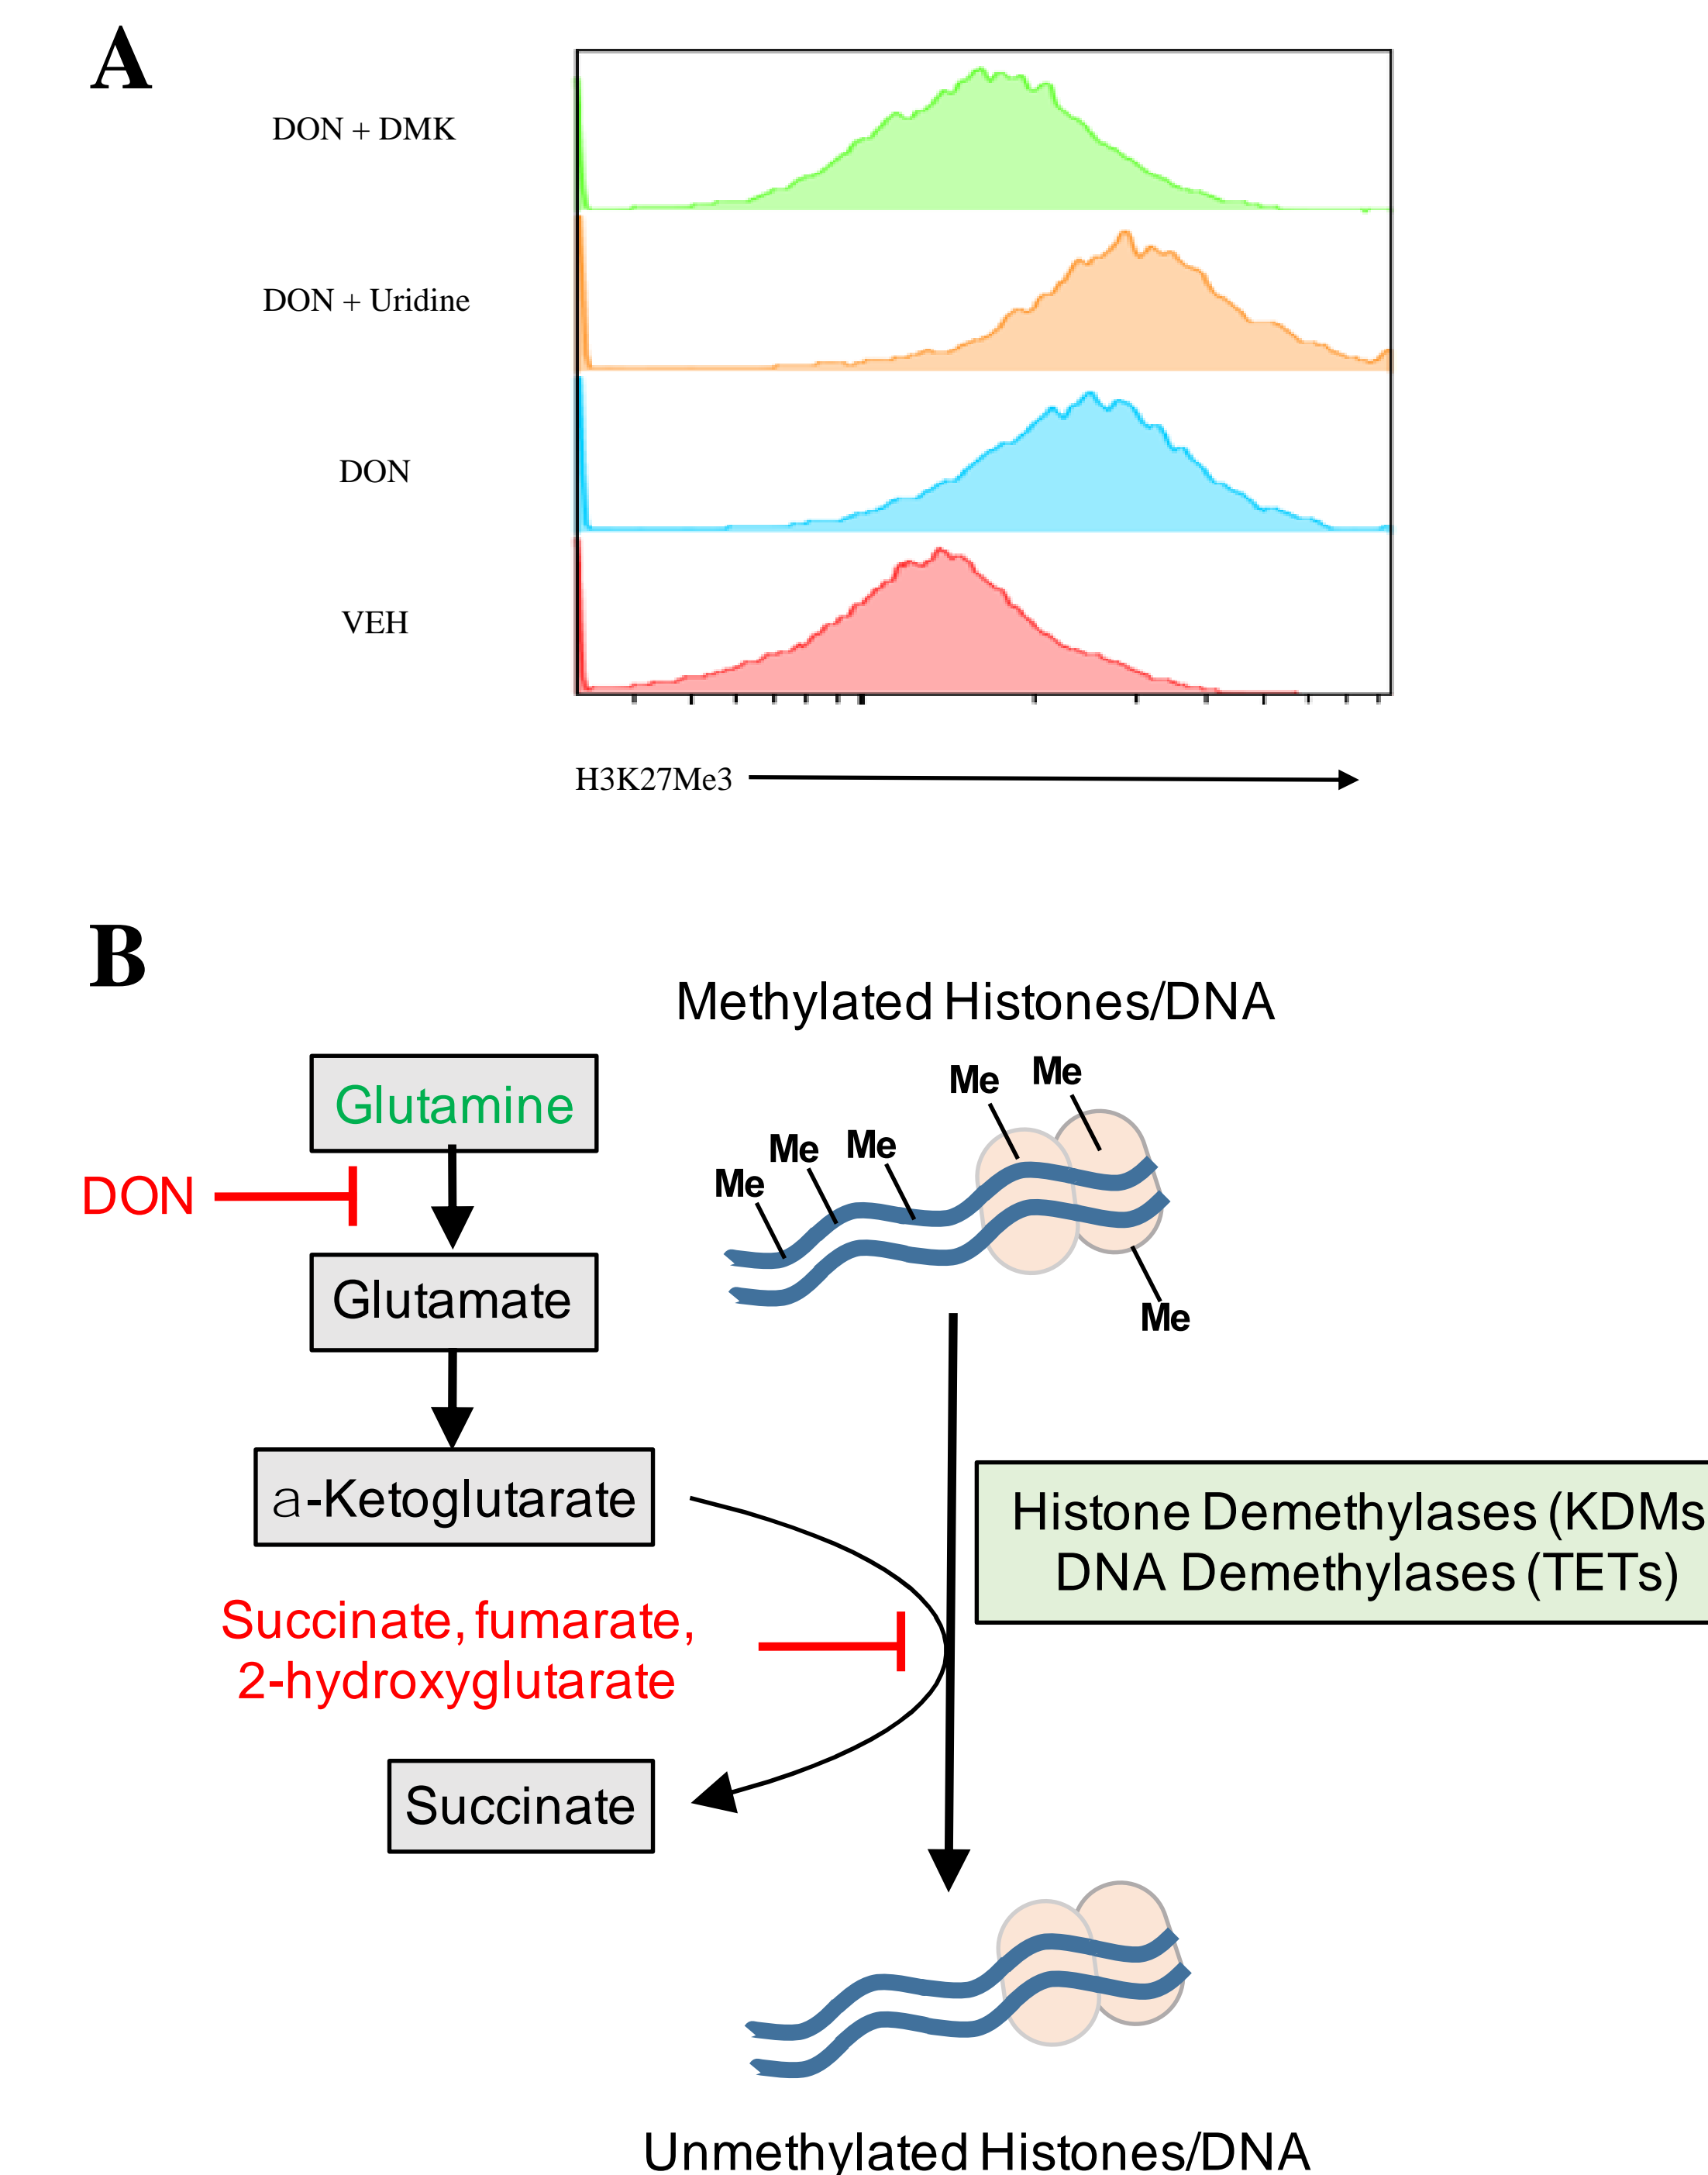 A
DON + DMK
DON + Uridine
DON
VEH
H3K27Me3
B
Methylated Histones/DNA
Me
Me
Me
Me
Me
Me
Glutamine
DON
Glutamate
a-Ketoglutarate
Histone Demethylases (KDMs
DNA Demethylases (TETs)
Succinate, fumarate,
2-hydroxyglutarate
Succinate
Unmethylated Histones/DNA